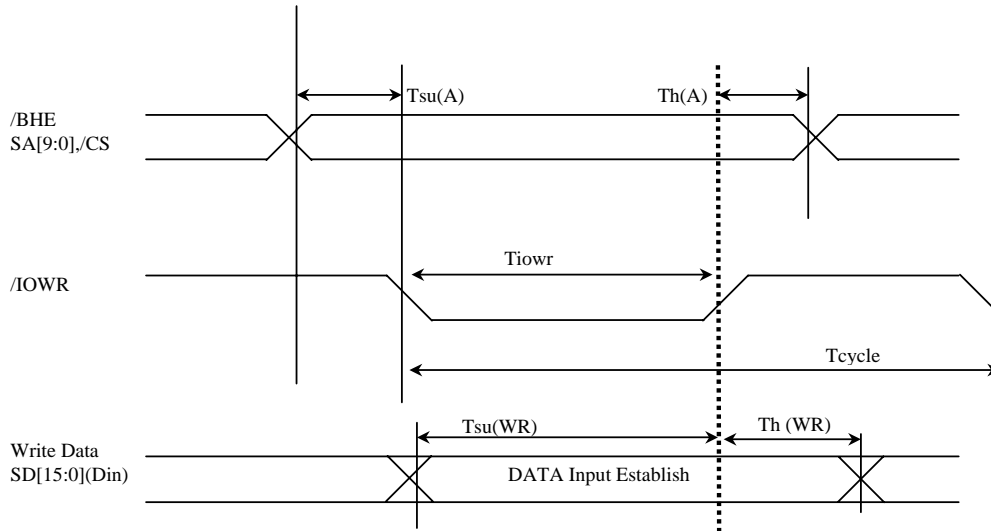 Tsu(A)
Th(A)
/BHE
SA[9:0],/CS
Tiowr
/IOWR
Tcycle
Tsu(WR)
Th (WR)
Write Data
SD[15:0](Din)
DATA Input Establish